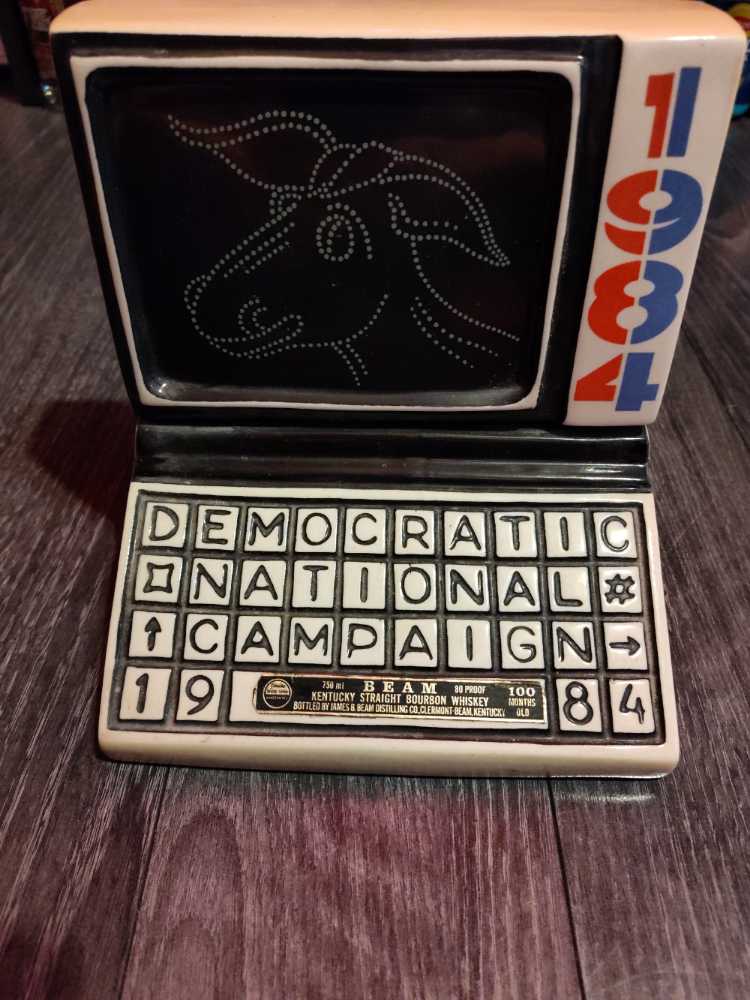 1984
DEMOCRATIC
NATIONAL
↑ CAMPAIGN →
19 84
750 ml BEAM 80 PROOF 100
KENTUCKY STRAIGHT BOURBON WHISKEY MONTHS
BOTTLED BY JAMES B. BEAM DISTILLING CO. CLERMONT-BEAM, KENTUCKY OLD